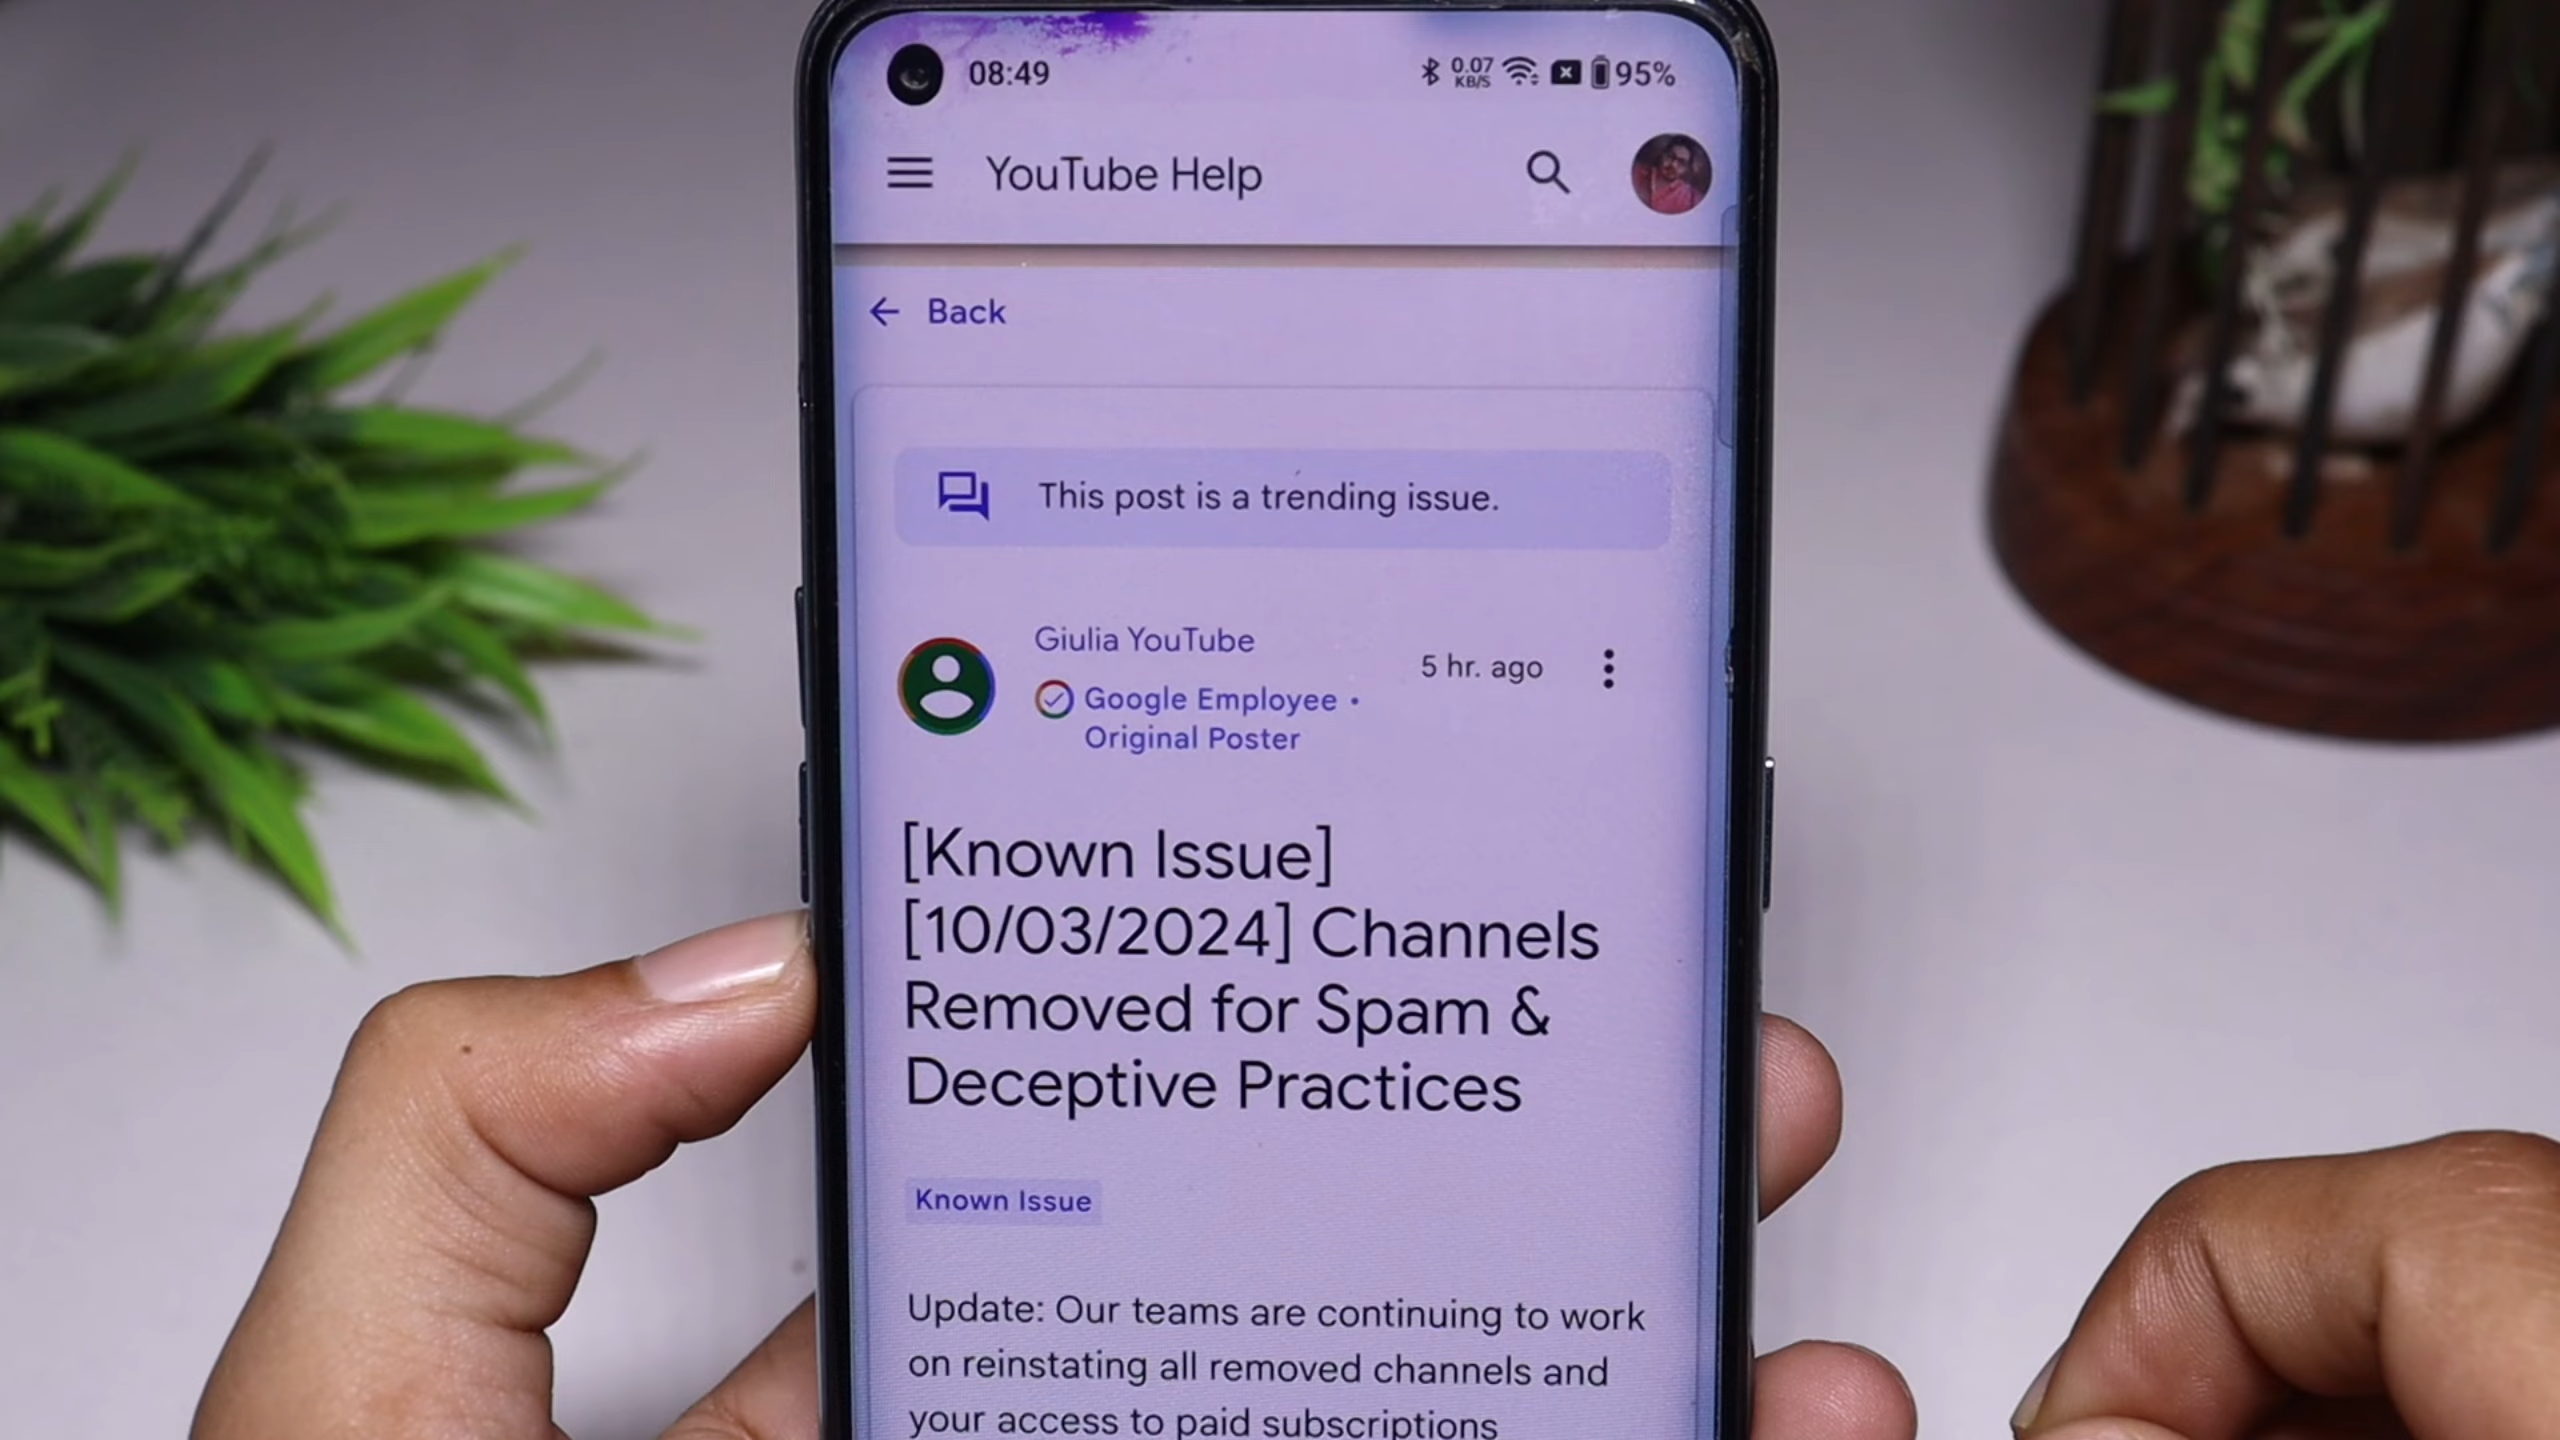 08:49 0.07 KB/S 95%
YouTube Help
Back
This post is a trending issue.
Giulia YouTube
5 hr. ago
Google Employee •
Original Poster
[Known Issue]
[10/03/2024] Channels
Removed for Spam &
Deceptive Practices
Known Issue
Update: Our teams are continuing to work
on reinstating all removed channels and
your access to paid subscriptions